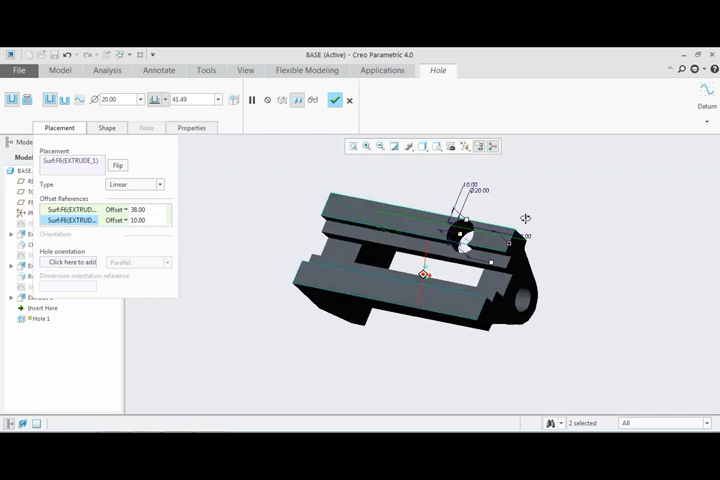 BASE (Active) - Creo Parametric 4.0
File Model Analysis Annotate Tools View Flexible Modeling Applications Hole
20.00 41.49
Datum
Placement Shape Note Properties
Placement
Surf:F6(EXTRUDE_1)
Flip
Type Linear
Offset References
Surf:F6(EXTRUD... Offset 38.00
Surf:F6(EXTRUD... Offset 10.00
Orientation
Hole orientation
Click here to add Parallel
Dimension orientation reference
Insert Here
Hole 1
20.00
2 selected All